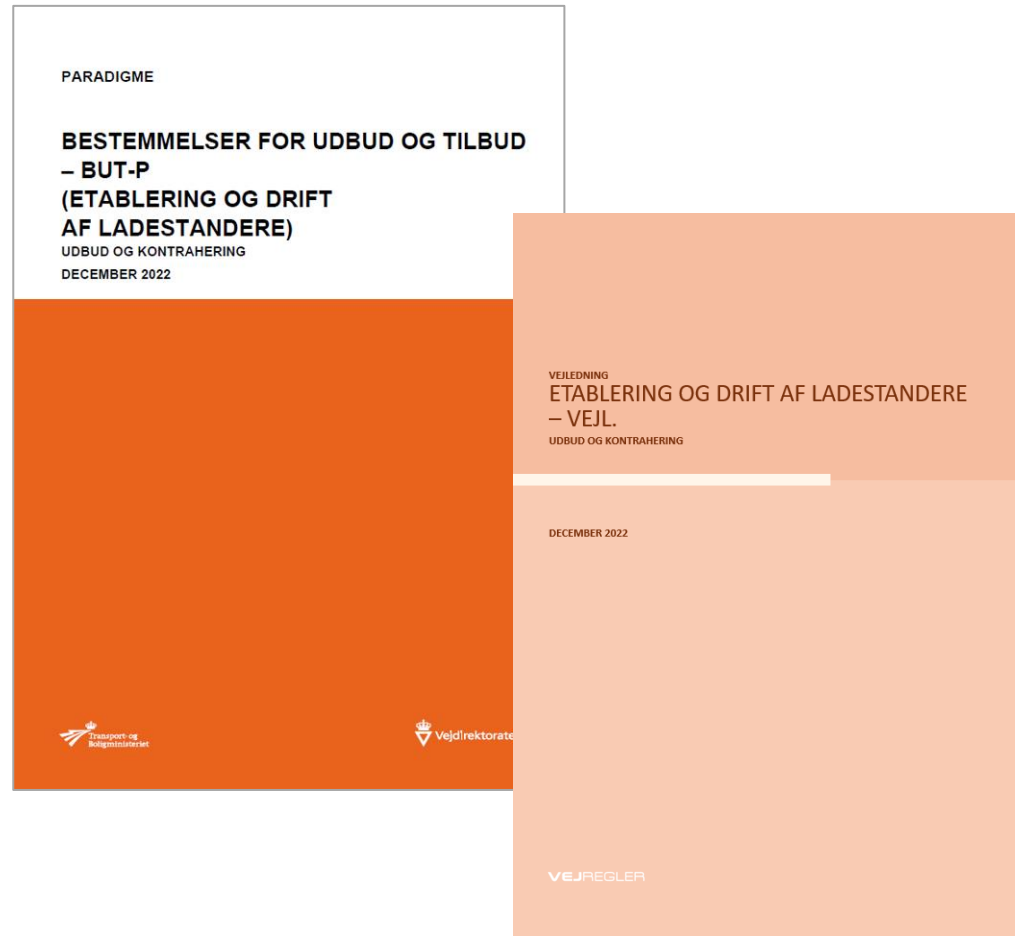 PARADIGME
BESTEMMELSER FOR UDBUD OG TILBUD
– BUT-P
(ETABLERING OG DRIFT
AF LADESTANDERE)
UDBUD OG KONTRAHERING
DECEMBER 2022
Transport- og
Boligministeriet
Vejdirektorate
VEJLEDNING
ETABLERING OG DRIFT AF LADESTANDERE
– VEJL.
UDBUD OG KONTRAHERING
DECEMBER 2022
VEJREGLER